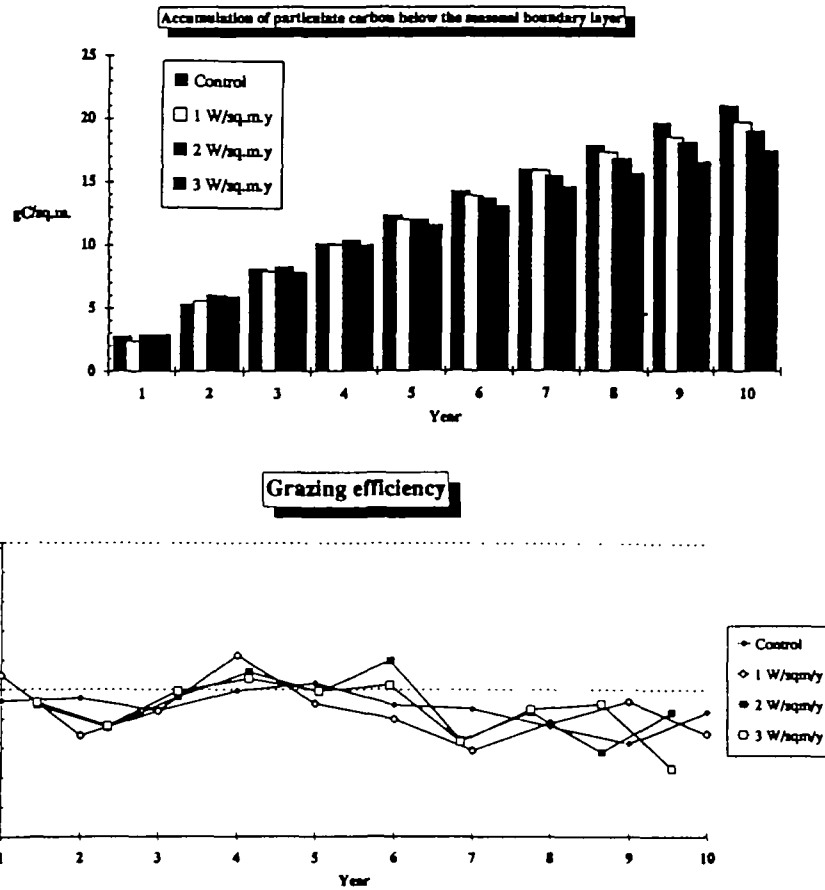 Accumulation of particulate carbon below the seasonal boundary layer
25
20
15
10
5
0
gC/sq.m.
Control
1 W/sq.m.y
2 W/sq.m.y
3 W/sq.m.y
1 2 3 4 5 6 7 8 9 10
Year
Grazing efficiency
Control
1 W/sqm/y
2 W/sqm/y
3 W/sqm/y
1 2 3 4 5 6 7 8 9 10
Year